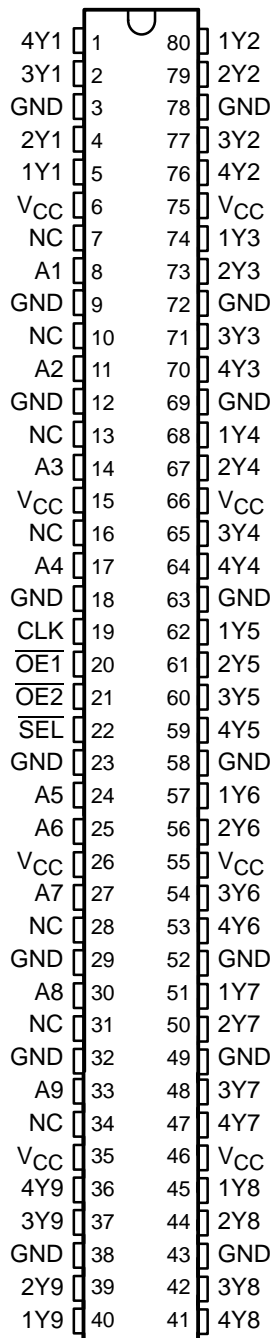 4Y1 1 80 1Y2
3Y1 2 79 2Y2
GND 3 78 GND
2Y1 4 77 3Y2
1Y1 5 76 4Y2
VCC 6 75 VCC
NC 7 74 1Y3
A1 8 73 2Y3
GND 9 72 GND
NC 10 71 3Y3
A2 11 70 4Y3
GND 12 69 GND
NC 13 68 1Y4
A3 14 67 2Y4
VCC 15 66 VCC
NC 16 65 3Y4
A4 17 64 4Y4
GND 18 63 GND
CLK 19 62 1Y5
OE1 20 61 2Y5
OE2 21 60 3Y5
SEL 22 59 4Y5
GND 23 58 GND
A5 24 57 1Y6
A6 25 56 2Y6
VCC 26 55 VCC
A7 27 54 3Y6
NC 28 53 4Y6
GND 29 52 GND
A8 30 51 1Y7
NC 31 50 2Y7
GND 32 49 GND
A9 33 48 3Y7
NC 34 47 4Y7
VCC 35 46 VCC
4Y9 36 45 1Y8
3Y9 37 44 2Y8
GND 38 43 GND
2Y9 39 42 3Y8
1Y9 40 41 4Y8